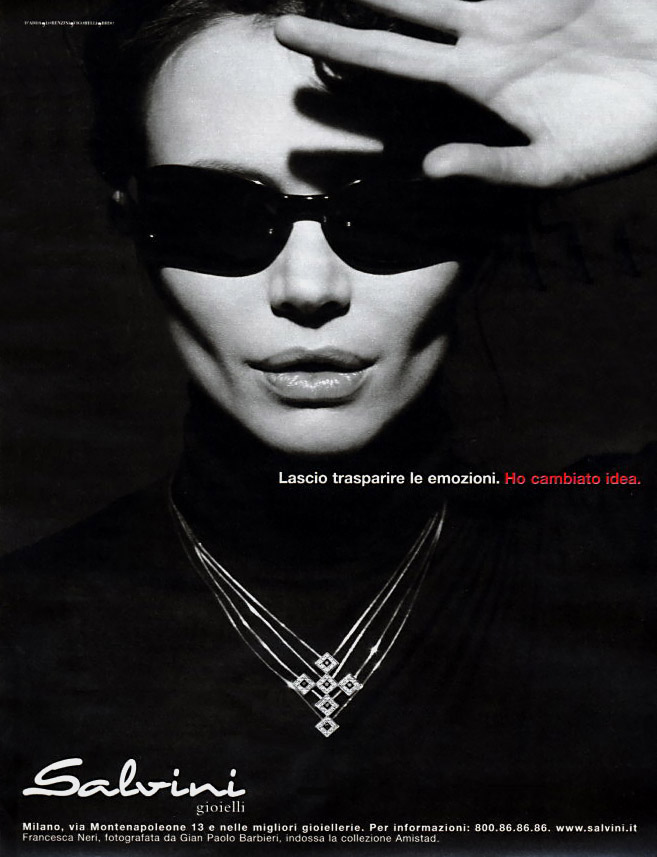 Lascio trasparire le emozioni. Ho cambiato idea.
Salvini
gioielli
Milano, via Montenapoleone 13 e nelle migliori gioiellerie. Per informazioni: 800.86.86.86. www.salvini.it
Francesca Neri, fotografata da Gian Paolo Barbieri, indossa la collezione Amistad.